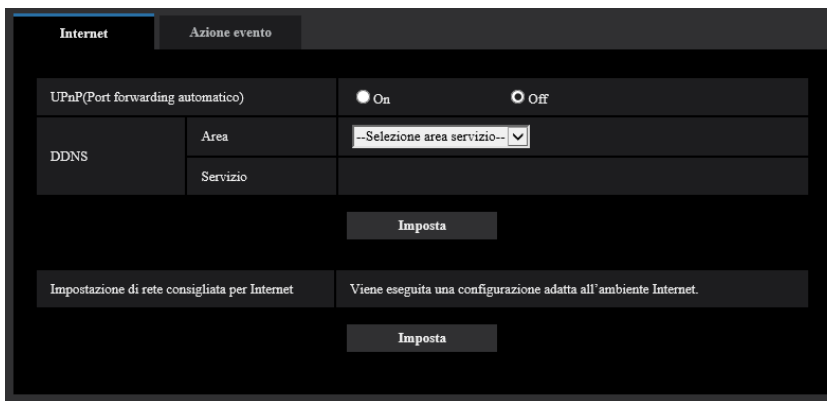 Internet Azione evento
UPnP(Port forwarding automatico) On Off
DDNS Area --Selezione area servizio--
Servizio
Imposta
Impostazione di rete consigliata per Internet Viene eseguita una configurazione adatta all’ambiente Internet.
Imposta